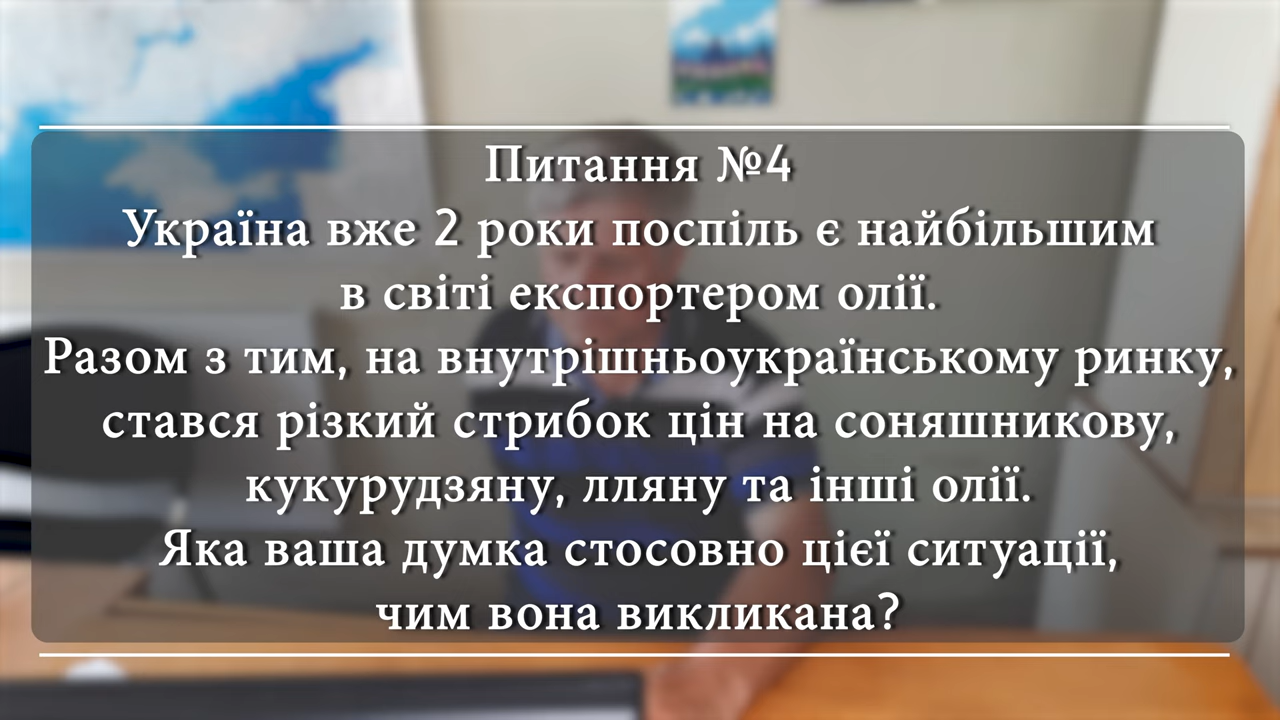 Питання №4
Україна вже 2 роки поспіль є найбільшим
в світі експортером олії.
Разом з тим, на внутрішньоукраїнському ринку,
стався різкий стрибок цін на соняшникову,
кукурудзяну, лляну та інші олії.
Яка ваша думка стосовно цієї ситуації,
чим вона викликана?